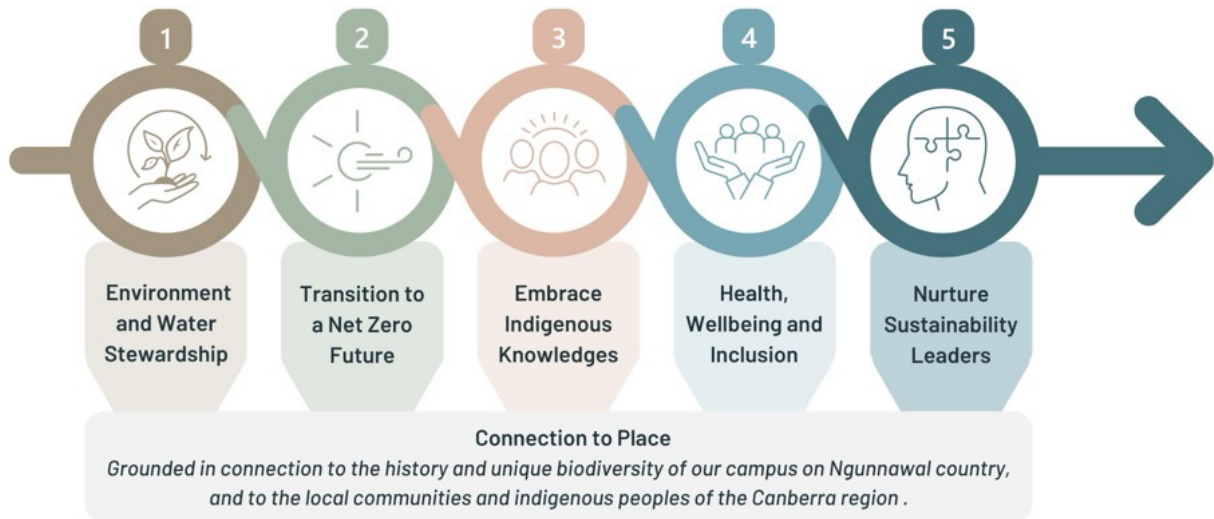 1
2
3
4
5
Environment
and Water
Stewardship
Transition to
a Net Zero
Future
Embrace
Indigenous
Knowledges
Health,
Wellbeing and
Inclusion
Nurture
Sustainability
Leaders
Connection to Place
Grounded in connection to the history and unique biodiversity of our campus on Ngunnawal country,
and to the local communities and indigenous peoples of the Canberra region .